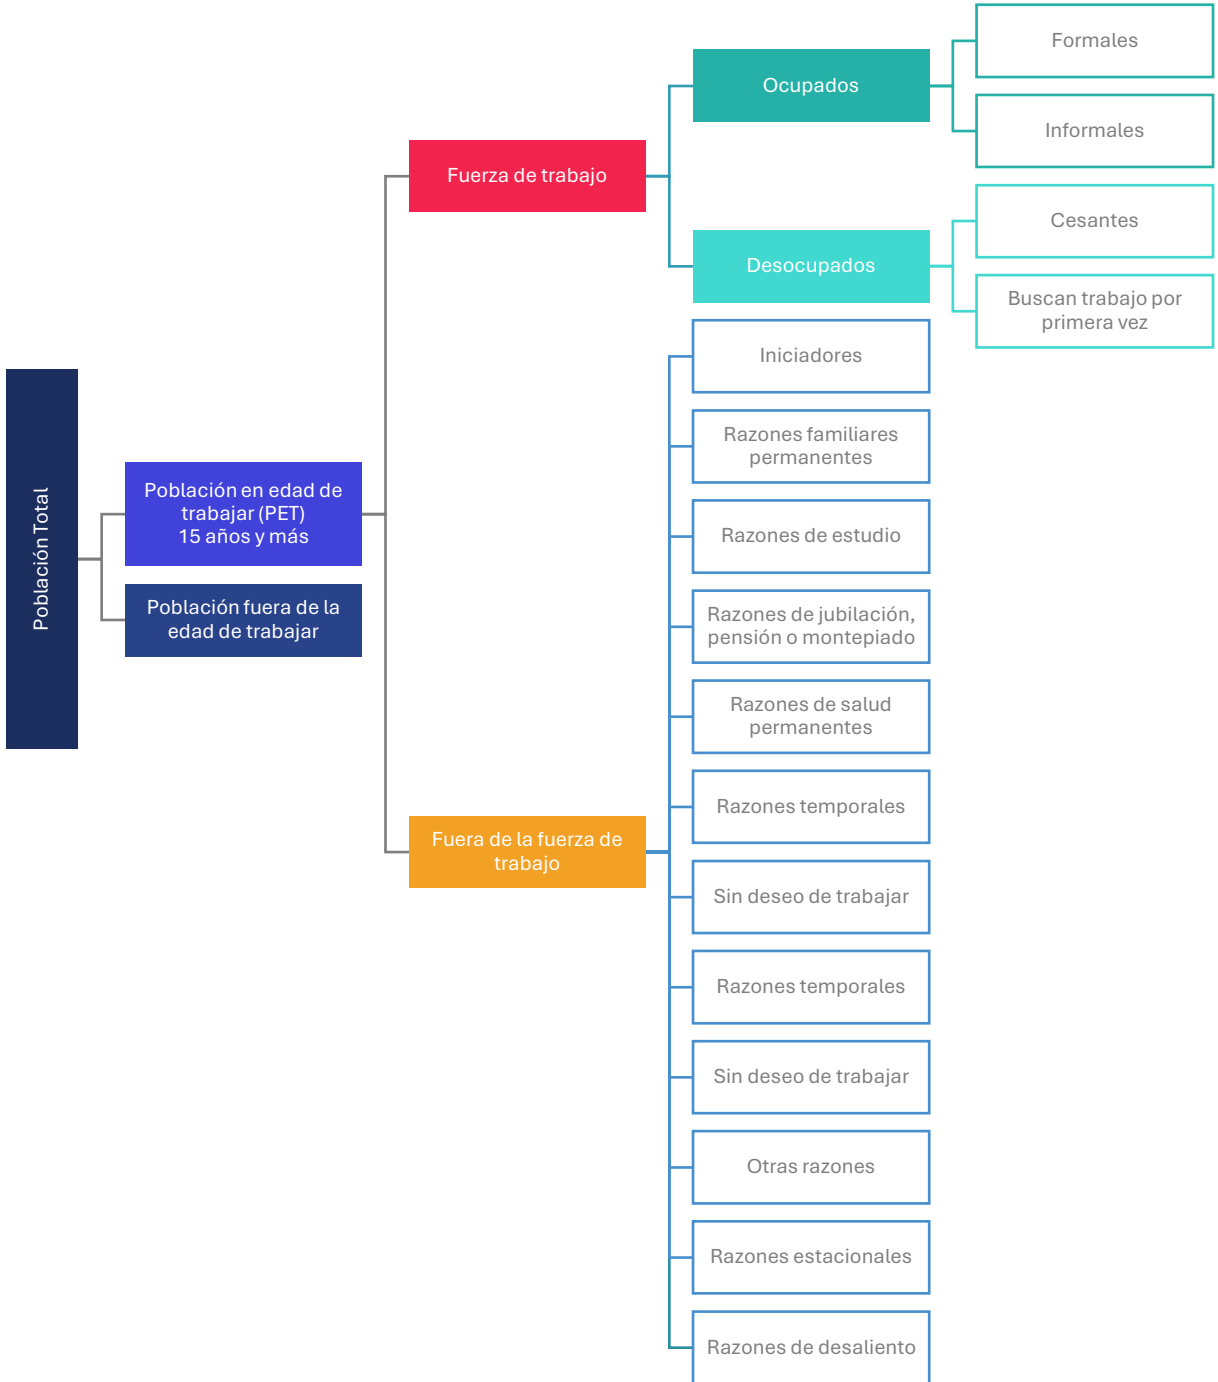 Población Total
Población en edad de
trabajar (PET)
15 años y más
Población fuera de la
edad de trabajar
Fuerza de trabajo
Ocupados
Formales
Informales
Desocupados
Cesantes
Buscan trabajo por
primera vez
Fuera de la fuerza de
trabajo
Iniciadores
Razones familiares
permanentes
Razones de estudio
Razones de jubilación,
pensión o montepiado
Razones de salud
permanentes
Razones temporales
Sin deseo de trabajar
Razones temporales
Sin deseo de trabajar
Otras razones
Razones estacionales
Razones de desaliento